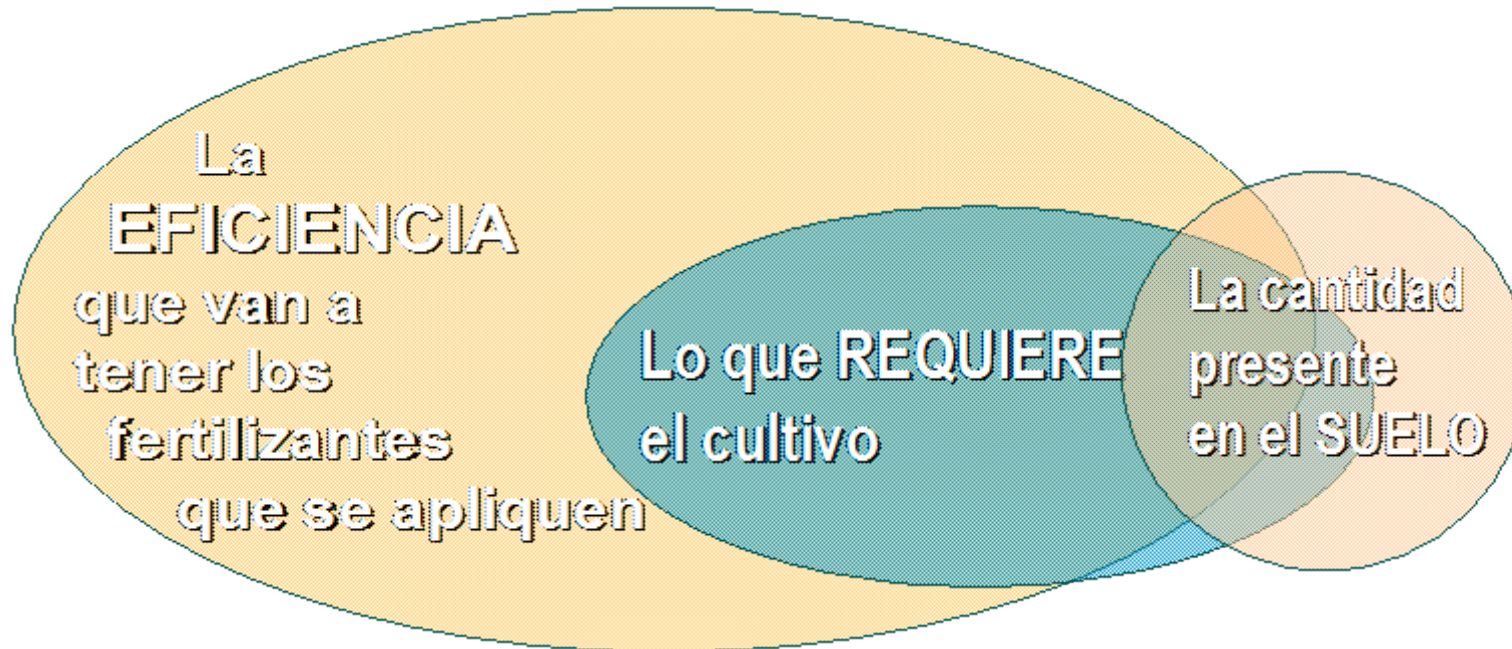 La
EFICIENCIA
que van a
tener los
fertilizantes
que se apliquen
Lo que REQUIERE
el cultivo
La cantidad
presente
en el SUELO